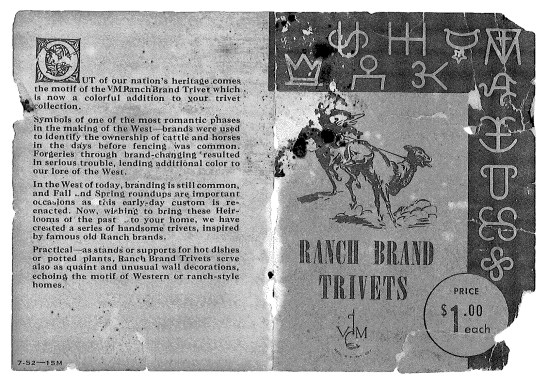 OUT of our nation's heritage comes
the motif of the VM Ranch Brand Trivet which
is now a colorful addition to your trivet
collection.
Symbols of one of the most romantic phases
in the making of the West—brands were used
to identify the ownership of cattle and horses
in the days before fencing was common.
Forgeries through brand-changing resulted
in serious trouble, lending additional color to
our lore of the West.
In the West of today, branding is still common,
and Fall and Spring roundups are important
occasions as this early-day custom is re-
enacted. Now, wishing to bring these Heir-
looms of the past to your home, we have
created a series of handsome trivets, inspired
by famous old Ranch brands.
Practical—as stands or supports for hot dishes
or potted plants, Ranch Brand Trivets serve
also as quaint and unusual wall decorations,
echoing the motif of Western or ranch-style
homes.
7-52—15M
RANCH BRAND
TRIVETS
VMC
PRICE
$1.00
each